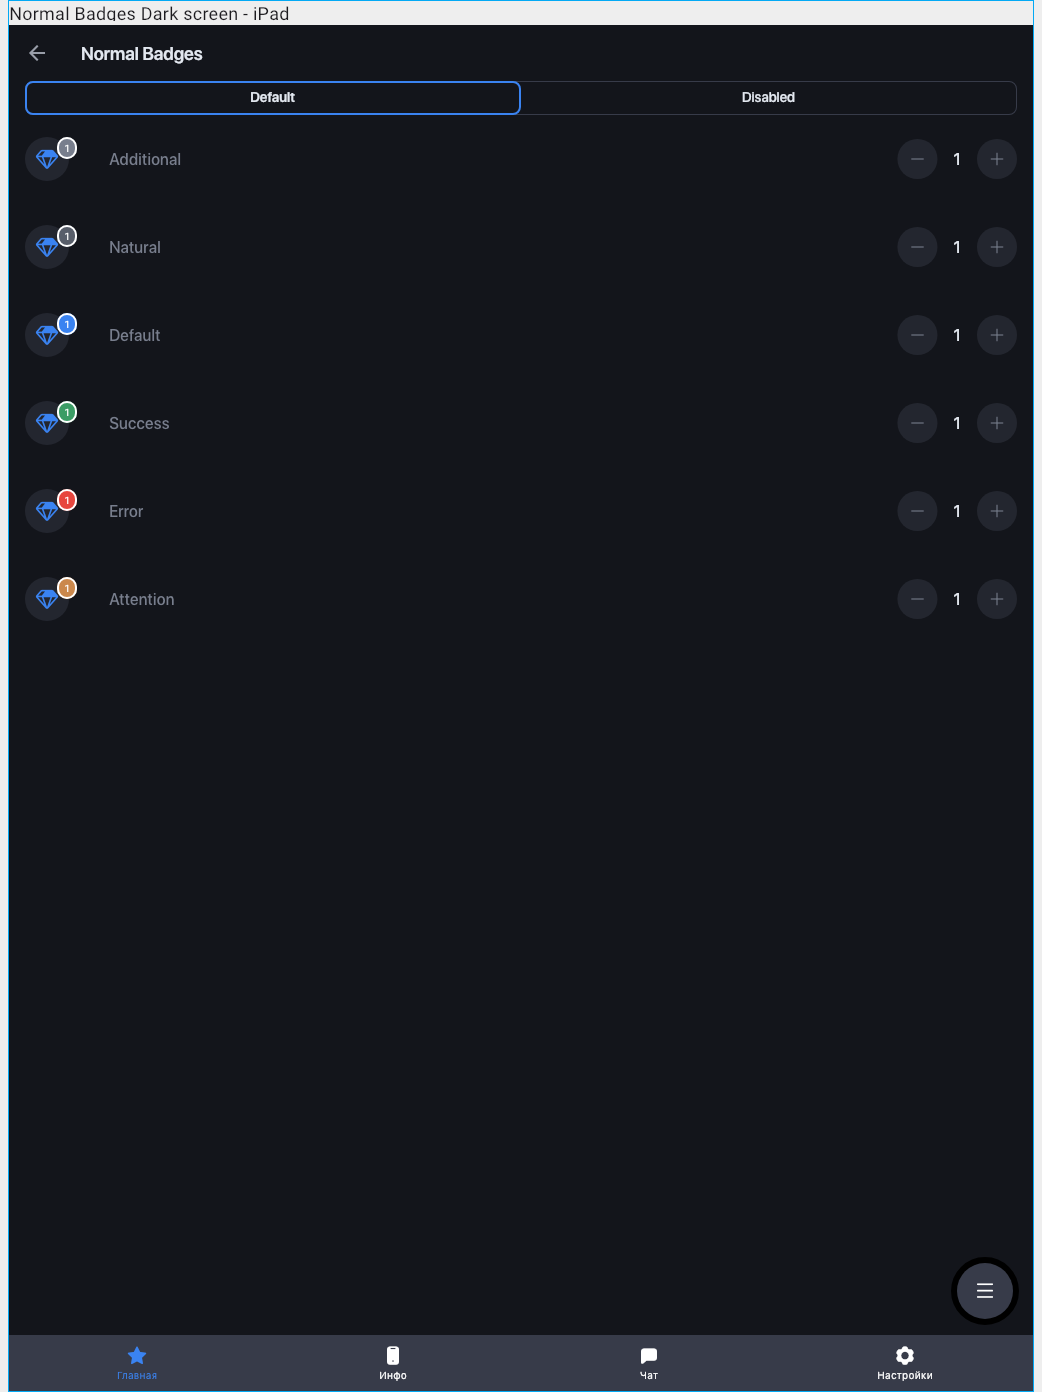 Normal Badges Dark screen - iPad
Normal Badges
Default Disabled
1 Additional 1
1 Natural 1
1 Default 1
1 Success 1
1 Error 1
1 Attention 1
Главная Инфо Чат Настройки